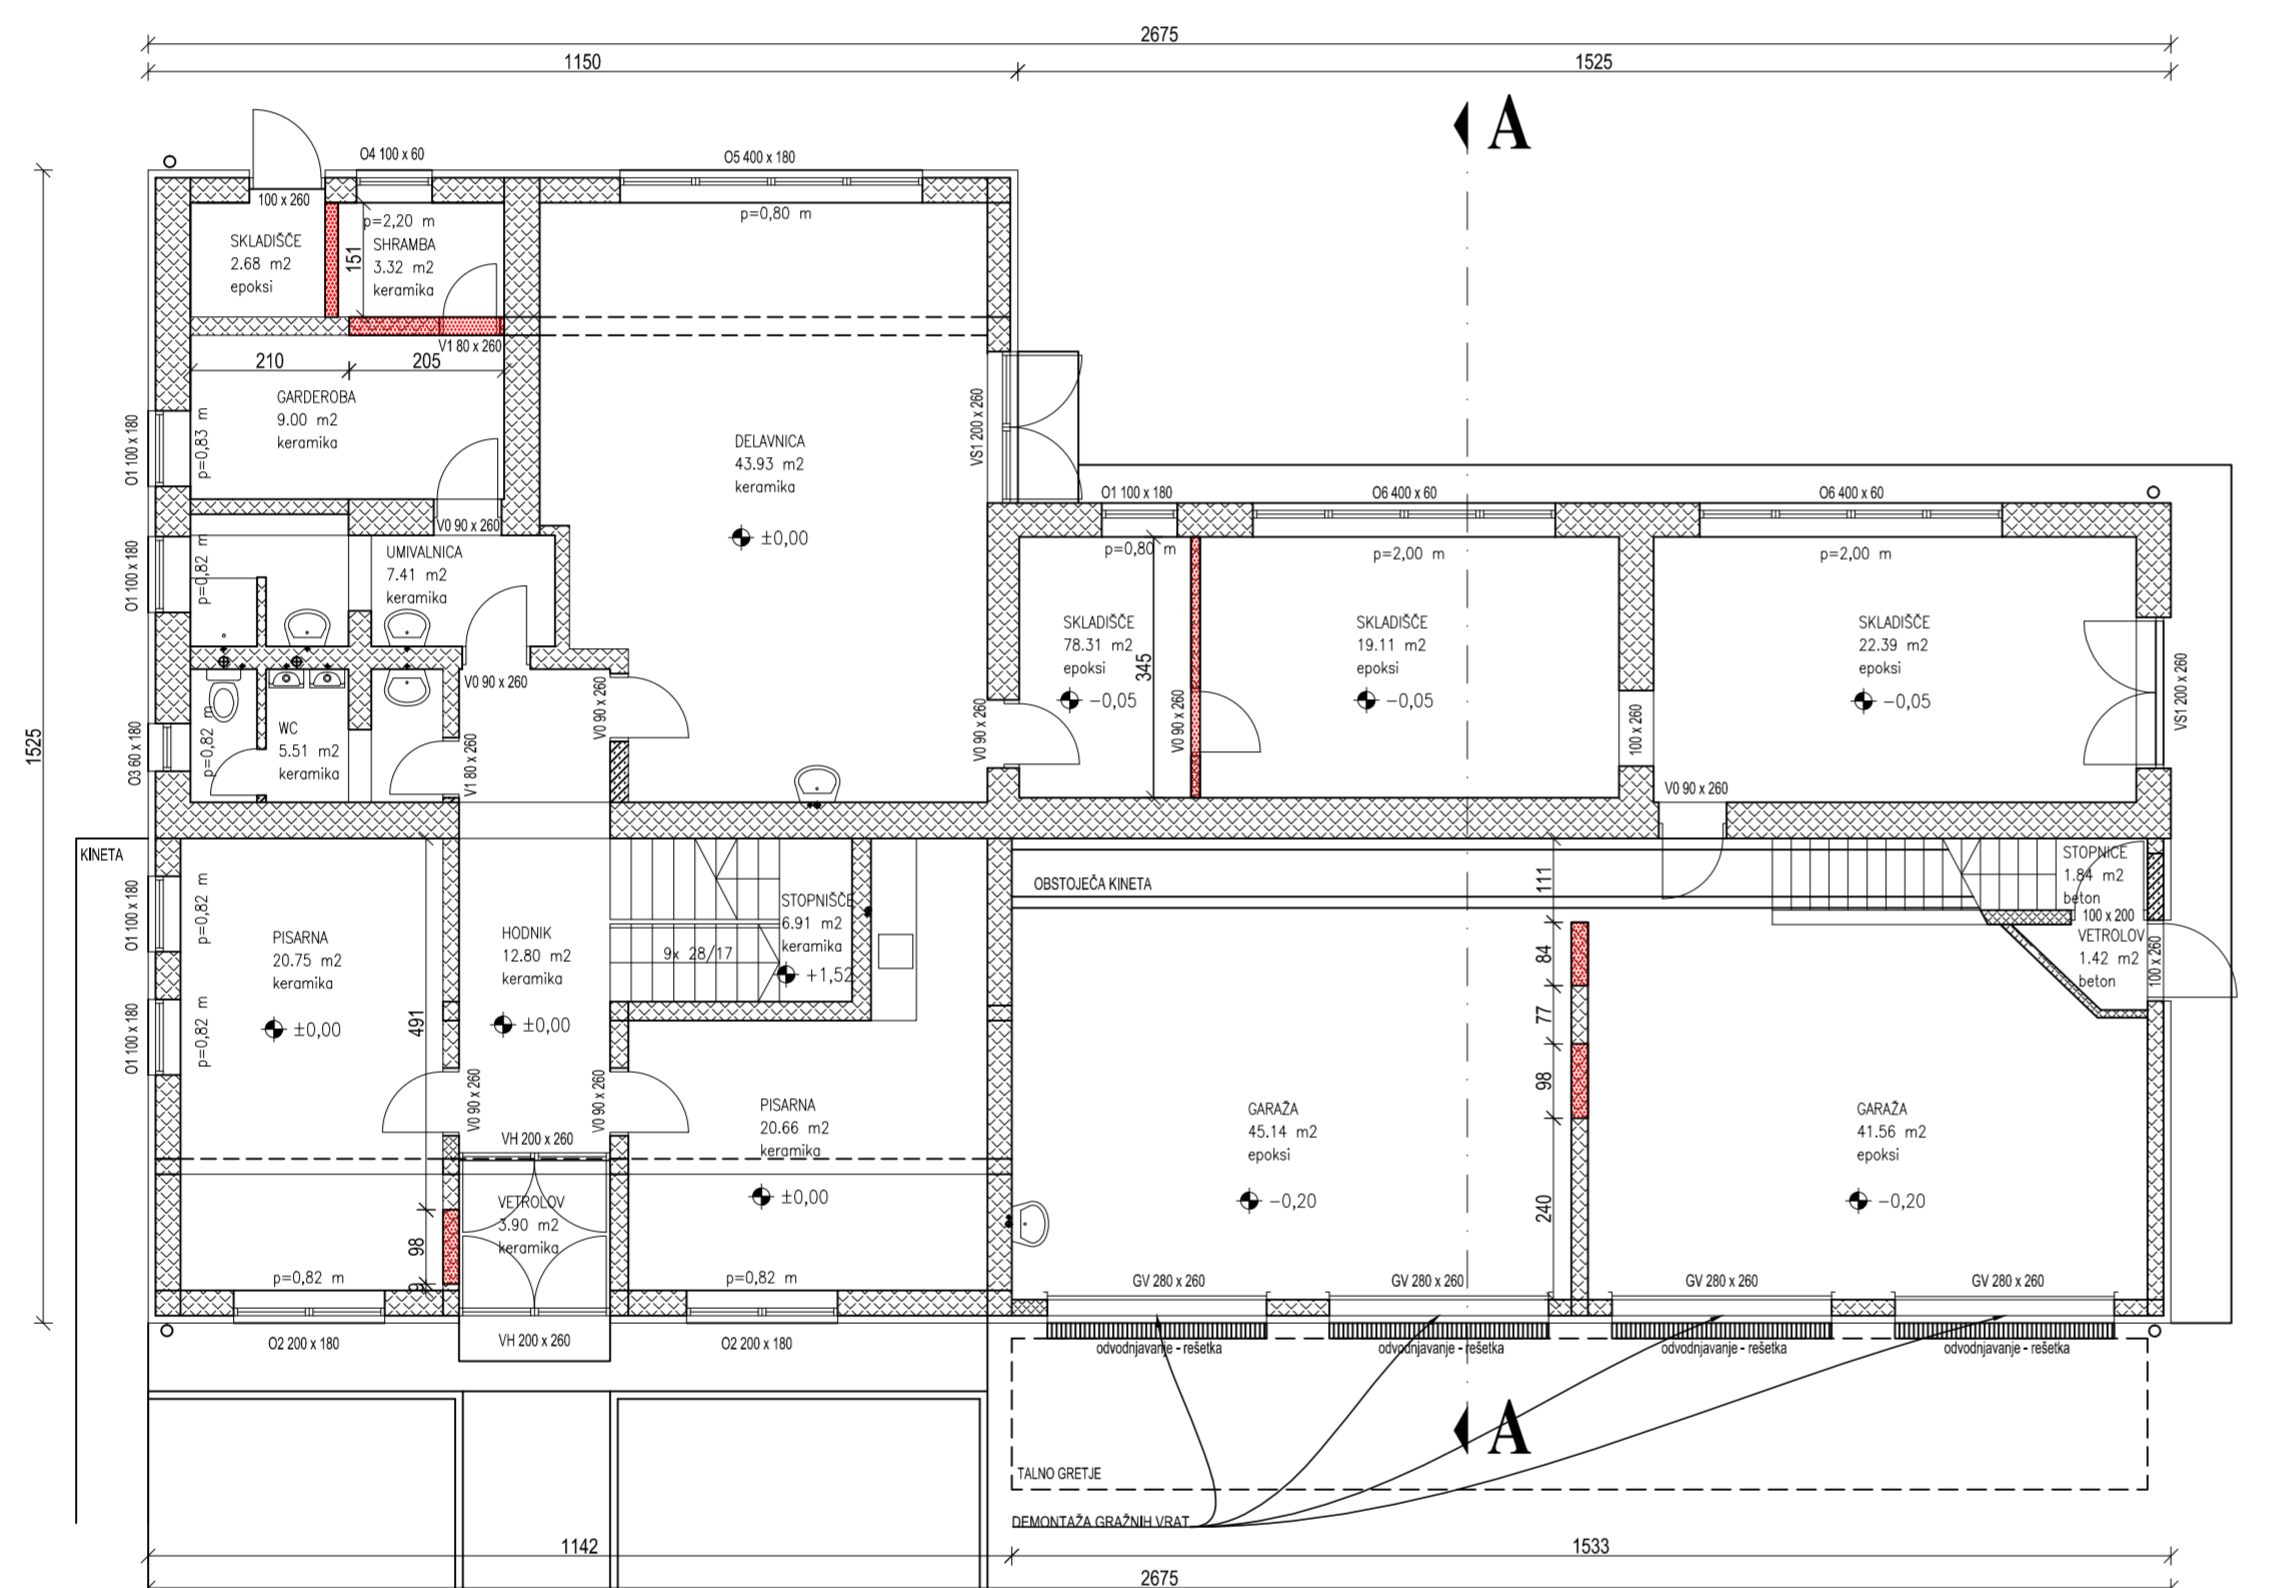 2675
1150
1525
A
O4 100 x 60
O5 400 x 180
100 x 260
p=2,20 m
p=0,80 m
SKLADIŠČE
2.68 m2
epoksi
151
SHRAMBA
3.32 m2
keramika
V1 80 x 260
210
205
GARDEROBA
9.00 m2
keramika
O1 100 x 180
p=0,83 m
VS1 200 x 260
DELAVNICA
43.93 m2
keramika
±0,00
V0 90 x 260
O1 100 x 180
p=0,82 m
UMIVALNICA
7.41 m2
keramika
O1 100 x 180
O6 400 x 60
O6 400 x 60
p=0,80 m
p=2,00 m
p=2,00 m
SKLADIŠČE
78.31 m2
epoksi
-0,05
345
SKLADIŠČE
19.11 m2
epoksi
-0,05
SKLADIŠČE
22.39 m2
epoksi
-0,05
VS1 200 x 260
V0 90 x 260
V0 90 x 260
V0 90 x 260
V0 90 x 260
100 x 260
V0 90 x 260
1525
O3 60 x 180
p=0,82 m
WC
5.51 m2
keramika
V1 80 x 260
KINETA
O1 100 x 180
p=0,82 m
PISARNA
20.75 m2
keramika
±0,00
O1 100 x 180
p=0,82 m
491
HODNIK
12.80 m2
keramika
±0,00
9x 28/17
STOPNIŠČE
6.91 m2
keramika
+1,52
OBSTOJEČA KINETA
111
84
77
98
240
STOPNICE
1.84 m2
beton
100 x 200
VETROLOV
1.42 m2
beton
100 x 260
V0 90 x 260
V0 90 x 260
VH 200 x 260
PISARNA
20.66 m2
keramika
±0,00
GARAŽA
45.14 m2
epoksi
-0,20
GARAŽA
41.56 m2
epoksi
-0,20
VETROLOV
3.90 m2
keramika
98
9
p=0,82 m
p=0,82 m
GV 280 x 260
GV 280 x 260
GV 280 x 260
GV 280 x 260
O2 200 x 180
VH 200 x 260
O2 200 x 180
odvodnjavanje - rešetka
odvodnjavanje - rešetka
odvodnjavanje - rešetka
odvodnjavanje - rešetka
A
TALNO GRETJE
DEMONTAŽA GRAŽNIH VRAT
1142
1533
2675